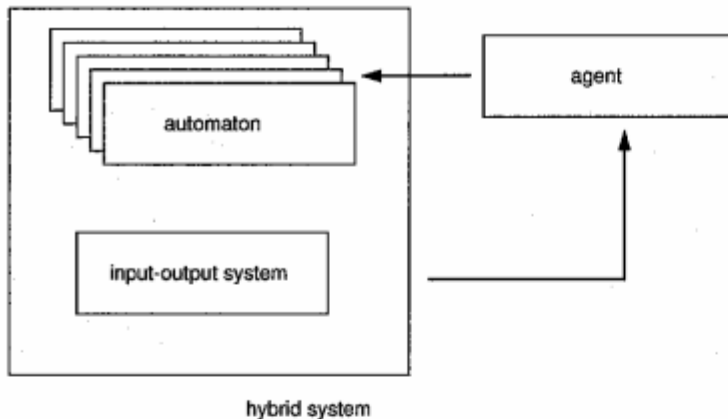 agent
automaton
input-output system
hybrid system